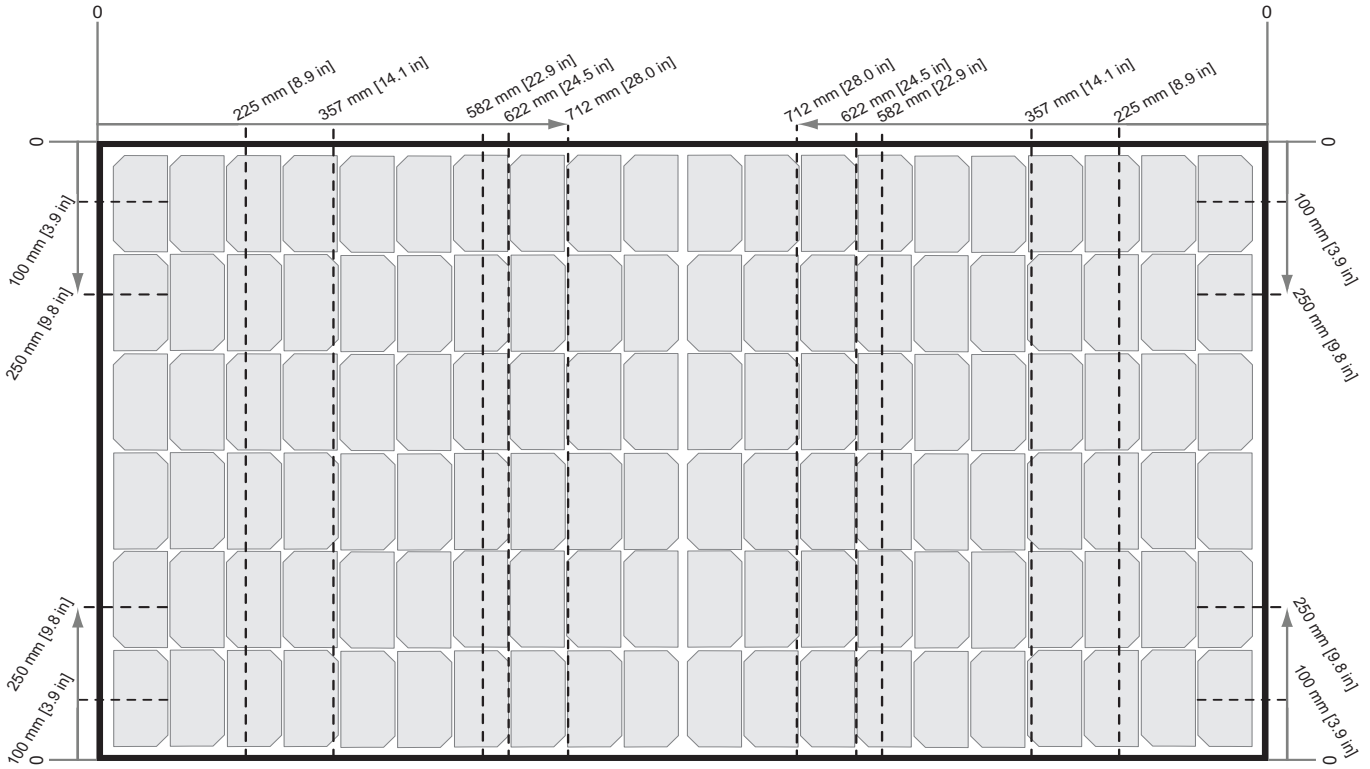 0
0
225 mm [8.9 in]
357 mm [14.1 in]
582 mm [22.9 in]
622 mm [24.5 in]
712 mm [28.0 in]
712 mm [28.0 in]
622 mm [24.5 in]
582 mm [22.9 in]
357 mm [14.1 in]
225 mm [8.9 in]
0
0
100 mm [3.9 in]
100 mm [3.9 in]
250 mm [9.8 in]
250 mm [9.8 in]
250 mm [9.8 in]
250 mm [9.8 in]
100 mm [3.9 in]
100 mm [3.9 in]
0
0